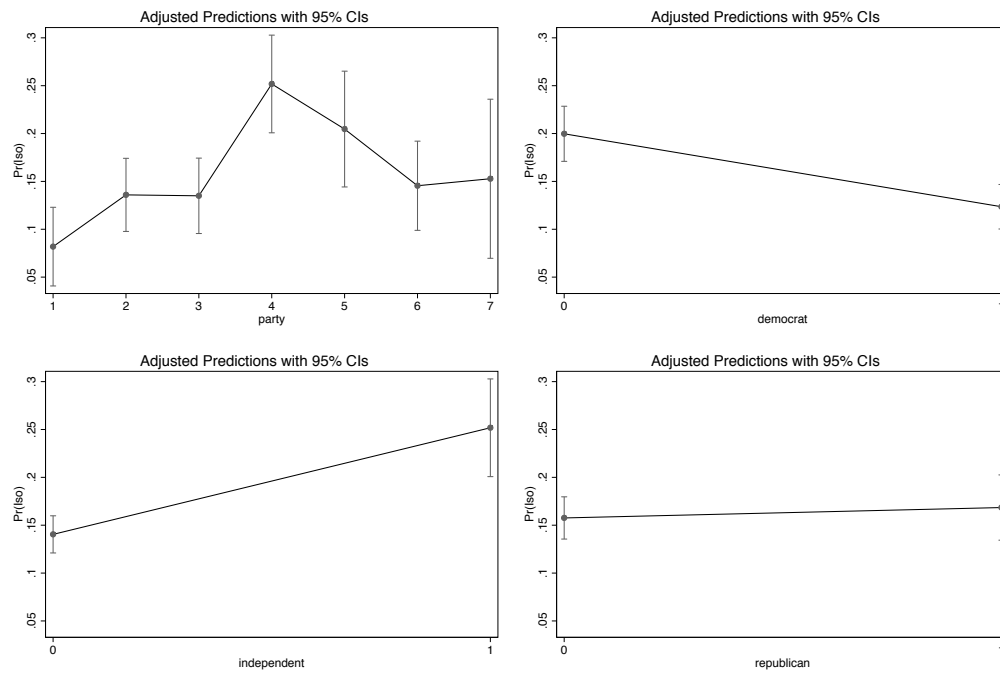 Adjusted Predictions with 95% CIs
Pr(Iso)
.3
.25
.2
.15
.1
.05
1 2 3 4 5 6 7
party
Adjusted Predictions with 95% CIs
Pr(Iso)
.3
.25
.2
.15
.1
.05
0 1
democrat
Adjusted Predictions with 95% CIs
Pr(Iso)
.3
.25
.2
.15
.1
.05
0 1
independent
Adjusted Predictions with 95% CIs
Pr(Iso)
.3
.25
.2
.15
.1
.05
0 1
republican